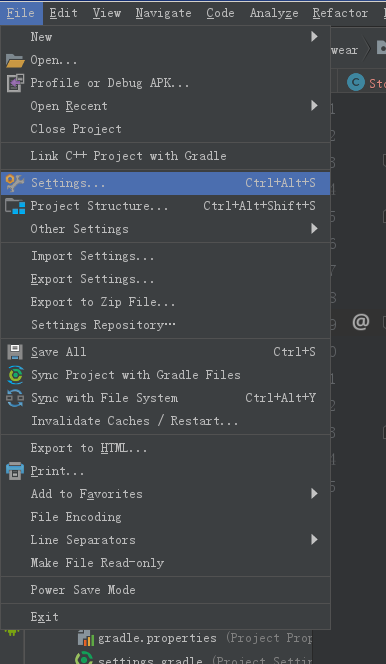 File Edit View Navigate Code Analyze Refactor
New
wear
Open...
Profile or Debug APK...
Open Recent
Close Project
Link C++ Project with Gradle
Settings... Ctrl+Alt+S
Project Structure... Ctrl+Alt+Shift+S
Other Settings
Import Settings...
Export Settings...
Export to Zip File...
Settings Repository…
@
Save All Ctrl+S
Sync Project with Gradle Files
Sync with File System Ctrl+Alt+Y
Invalidate Caches / Restart...
Export to HTML...
Print...
Add to Favorites
File Encoding
Line Separators
Make File Read-only
Power Save Mode
Exit
gradle.properties (Project Prop
settings.gradle (Project Settin